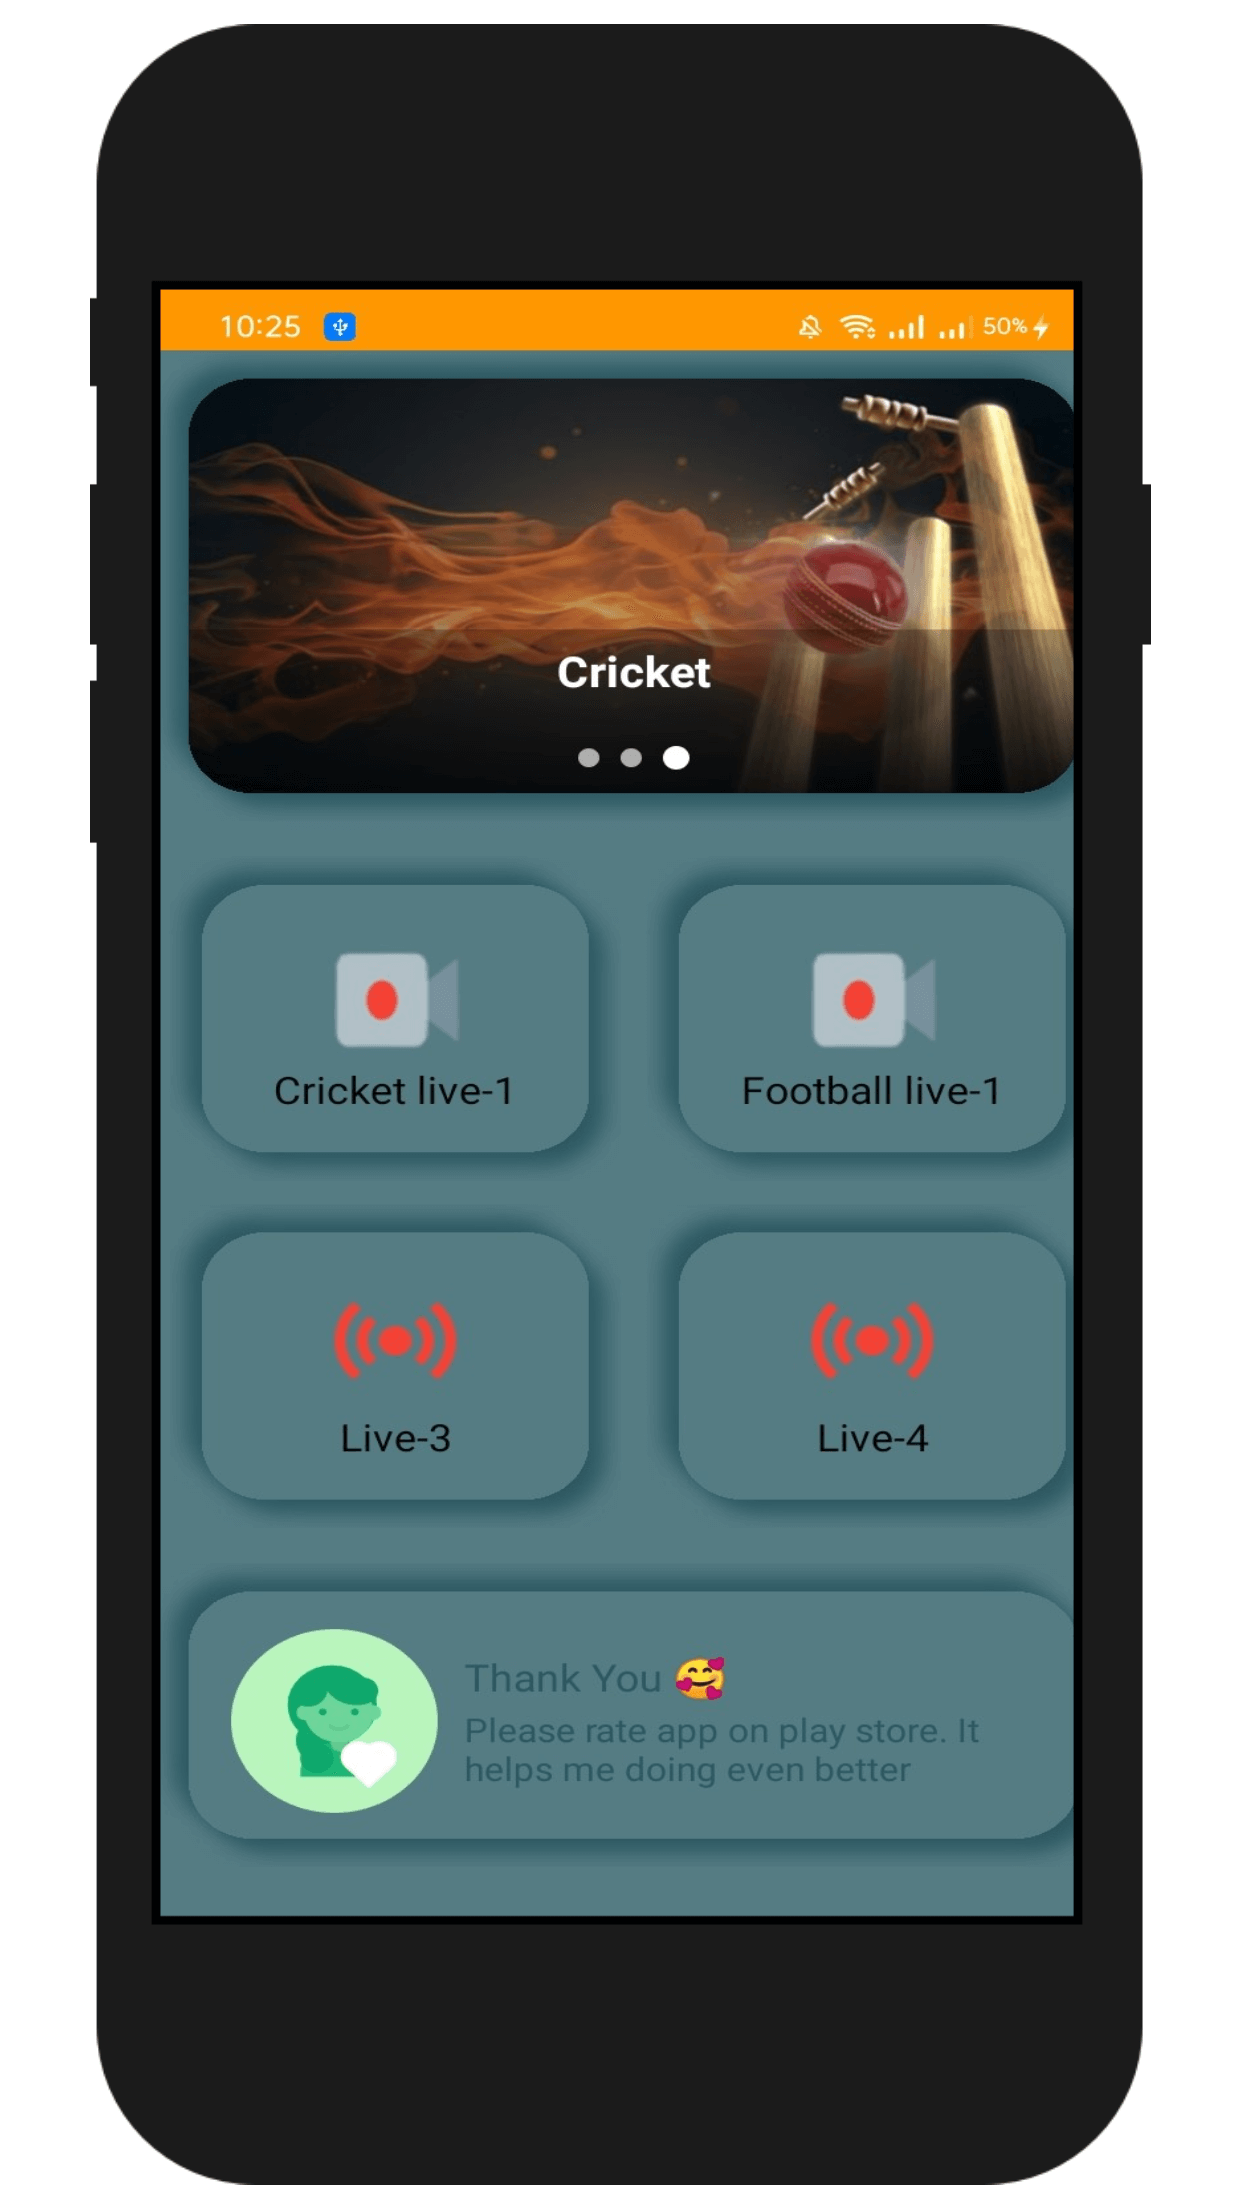 10:25 50%
Cricket
Cricket live-1 Football live-1
Live-3 Live-4
Thank You 🥰
Please rate app on play store. It
helps me doing even better